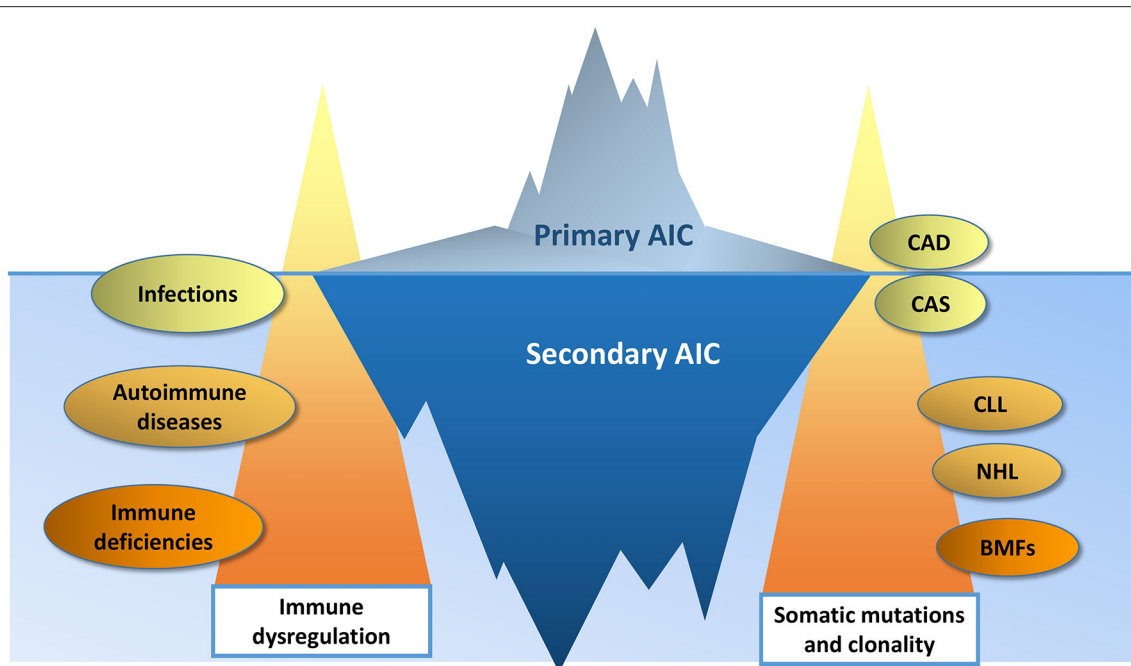 Primary AIC
CAD
Infections
CAS
Secondary AIC
Autoimmune
diseases
CLL
NHL
Immune
deficiencies
BMFs
Immune
dysregulation
Somatic mutations
and clonality